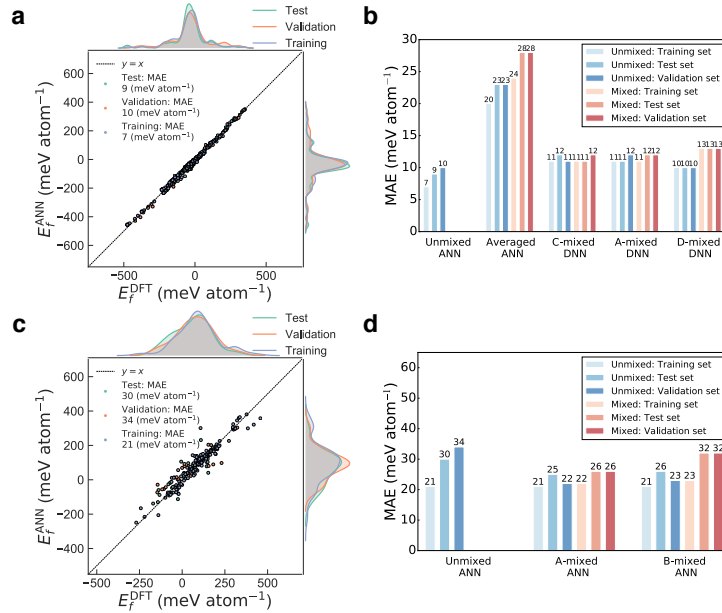 a
Test
Validation
Training
y = x
Test: MAE
9 (meV atom⁻¹)
Validation: MAE
10 (meV atom⁻¹)
Training: MAE
7 (meV atom⁻¹)
600
400
200
0
−200
−400
−600
E_f^ANN (meV atom⁻¹)
−500 0 500
E_f^DFT (meV atom⁻¹)
b
30
25
20
15
10
5
0
MAE (meV atom⁻¹)
Unmixed: Training set
Unmixed: Test set
Unmixed: Validation set
Mixed: Training set
Mixed: Test set
Mixed: Validation set
7 9 10
20 23 23 24 28 28
11 12 11 11 11 12
11 11 12 11 12 12
10 10 10 13 13 13
Unmixed Averaged C-mixed A-mixed D-mixed
ANN ANN DNN DNN DNN
c
Test
Validation
Training
y = x
Test: MAE
30 (meV atom⁻¹)
Validation: MAE
34 (meV atom⁻¹)
Training: MAE
21 (meV atom⁻¹)
600
400
200
0
−200
−400
E_f^ANN (meV atom⁻¹)
−500 −250 0 250 500
E_f^DFT (meV atom⁻¹)
d
60
50
40
30
20
10
0
MAE (meV atom⁻¹)
Unmixed: Training set
Unmixed: Test set
Unmixed: Validation set
Mixed: Training set
Mixed: Test set
Mixed: Validation set
21 30 34
21 25 22 22 26 26
21 26 23 23 32 32
Unmixed A-mixed B-mixed
ANN ANN ANN